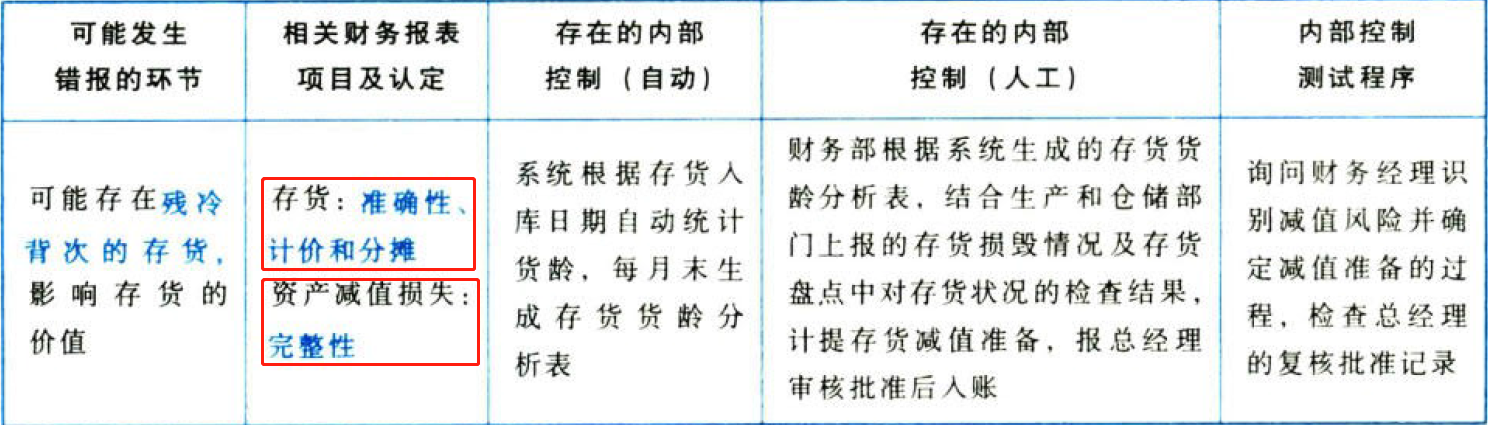 可能发生
错报的环节
相关财务报表
项目及认定
存在的内部
控制（自动）
存在的内部
控制（人工）
内部控制
测试程序
可能存在残冷
背次的存货，
影响存货的
价值
存货：准确性、
计价和分摊
资产减值损失：
完整性
系统根据存货入
库日期自动统计
货龄，每月末生
成存货货龄分
析表
财务部根据系统生成的存货货
龄分析表，结合生产和仓储部
门上报的存货损毁情况及存货
盘点中对存货状况的检查结果，
计提存货减值准备，报总经理
审核批准后入账
询问财务经理识
别减值风险并确
定减值准备的过
程，检查总经理
的复核批准记录